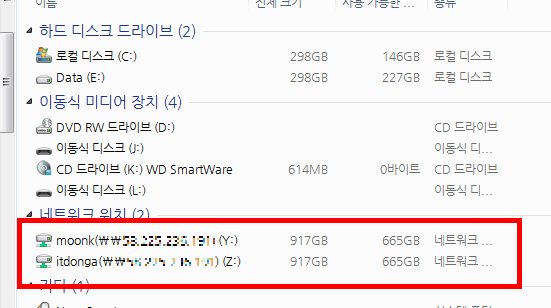 이름 전체 크기 사용 가능한 ... 종류
하드 디스크 드라이브 (2)
로컬 디스크 (C:) 298GB 146GB 로컬 디스크
Data (E:) 298GB 227GB 로컬 디스크
이동식 미디어 장치 (4)
DVD RW 드라이브 (D:) CD 드라이브
이동식 디스크 (J:) 이동식 디...
CD 드라이브 (K:) WD SmartWare 614MB 0바이트 CD 드라이브
이동식 디스크 (L:) 이동식 디...
네트워크 위치 (2)
moonk(₩₩ (Y:) 917GB 665GB 네트워크 ...
itdonga(₩₩ (Z:) 917GB 665GB 네트워크 ...
기타 (1)